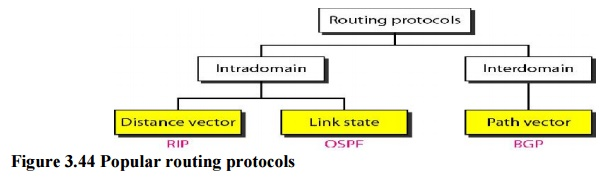 Routing protocols
Intradomain Interdomain
Distance vector Link state Path vector
RIP OSPF BGP
Figure 3.44 Popular routing protocols